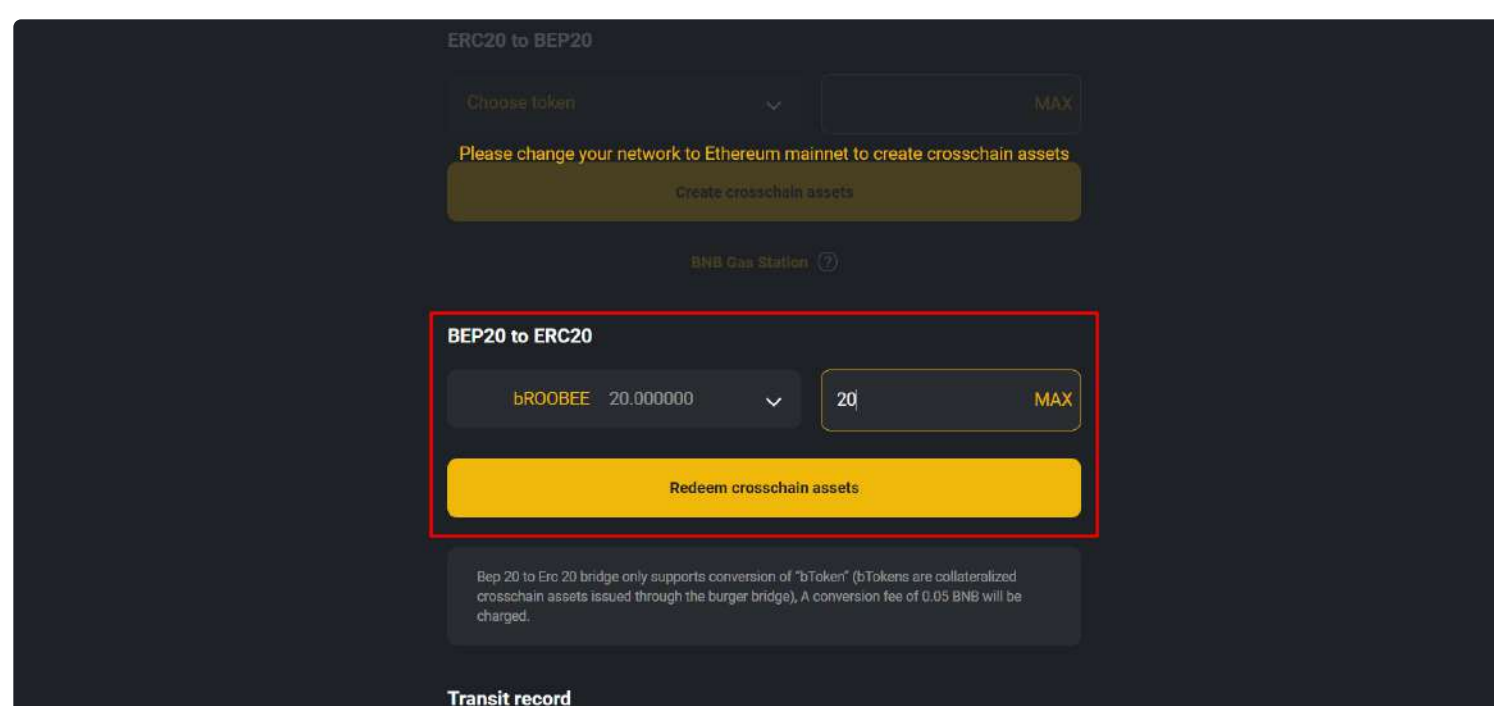 ERC20 to BEP20
Choose token MAX
Please change your network to Ethereum mainnet to create crosschain assets
Create crosschain assets
BNB Gas Station ?
BEP20 to ERC20
bROOBEE 20.000000 20 MAX
Redeem crosschain assets
Bep 20 to Erc 20 bridge only supports conversion of "bToken" (bTokens are collateralized
crosschain assets issued through the burger bridge), A conversion fee of 0.05 BNB will be
charged.
Transit record